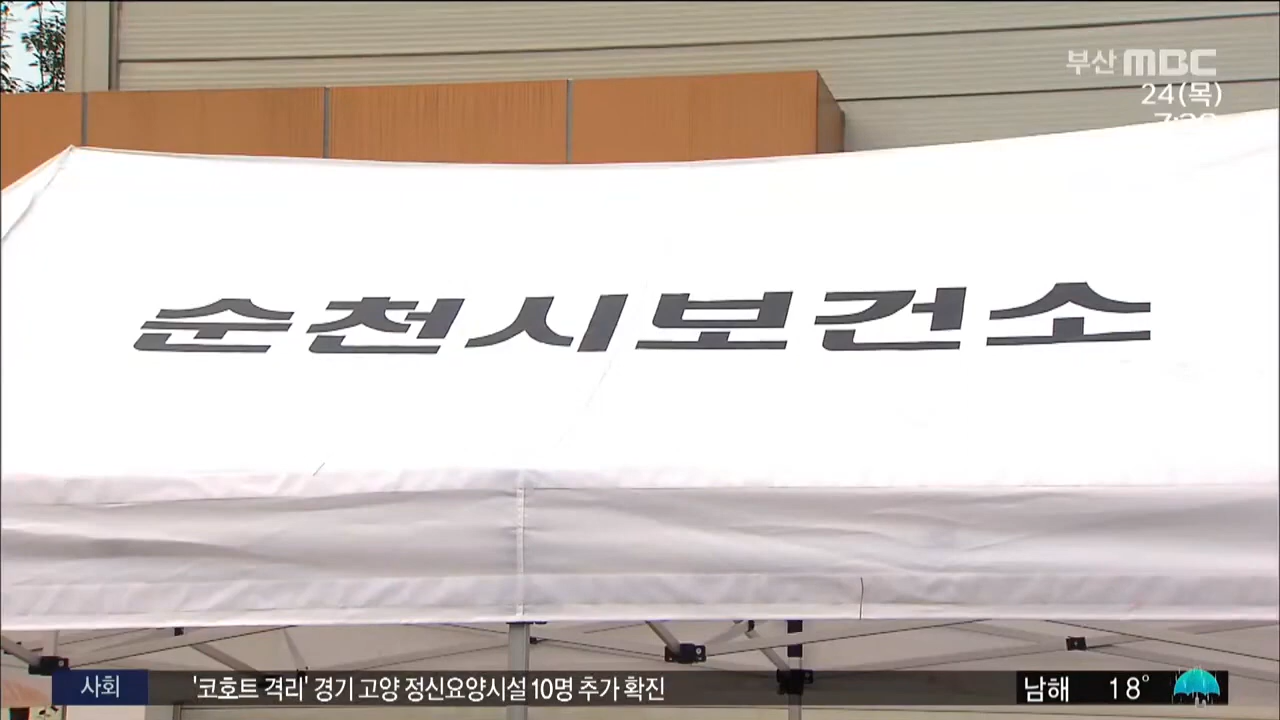 부산 MBC
24(목)
순천시보건소
사회 '코호트 격리' 경기 고양 정신요양시설 10명 추가 확진 남해 18°